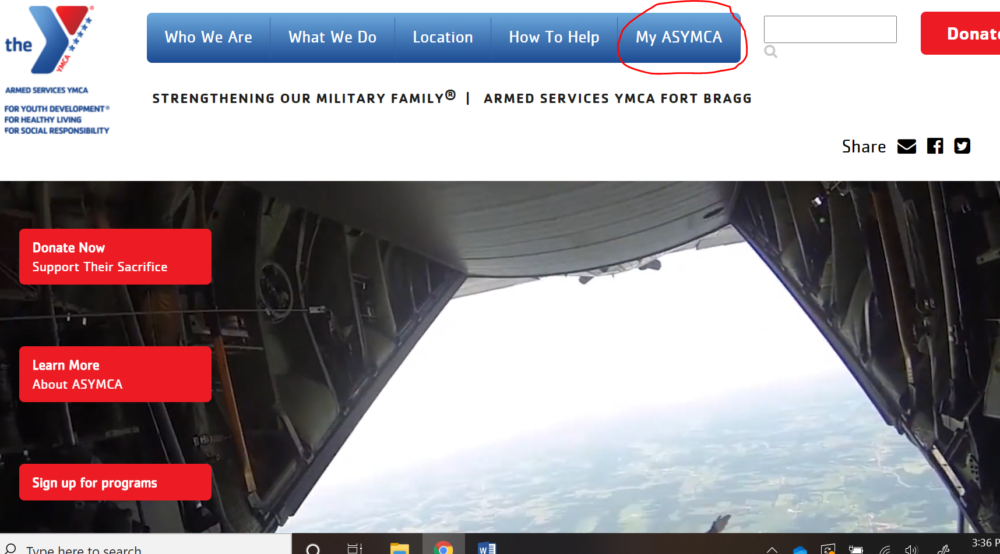 the
YMCA
ARMED SERVICES YMCA
FOR YOUTH DEVELOPMENT®
FOR HEALTHY LIVING
FOR SOCIAL RESPONSIBILITY
Who We Are
What We Do
Location
How To Help
My ASYMCA
Donate
STRENGTHENING OUR MILITARY FAMILY® | ARMED SERVICES YMCA FORT BRAGG
Share
Donate Now
Support Their Sacrifice
Learn More
About ASYMCA
Sign up for programs
Type here to search
3:36 P